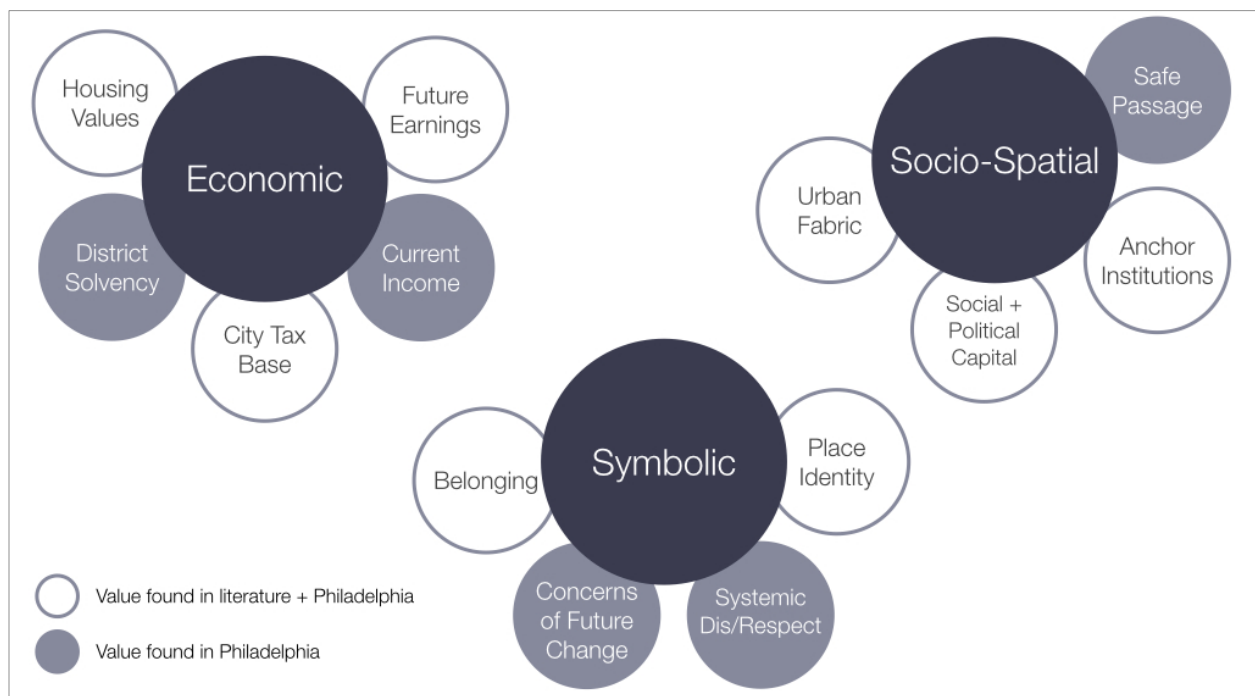 Housing
Values
Future
Earnings
Economic
District
Solvency
Current
Income
City Tax
Base
Safe
Passage
Socio-Spatial
Urban
Fabric
Anchor
Institutions
Social +
Political
Capital
Belonging
Symbolic
Place
Identity
Concerns
of Future
Change
Systemic
Dis/Respect
Value found in literature + Philadelphia
Value found in Philadelphia